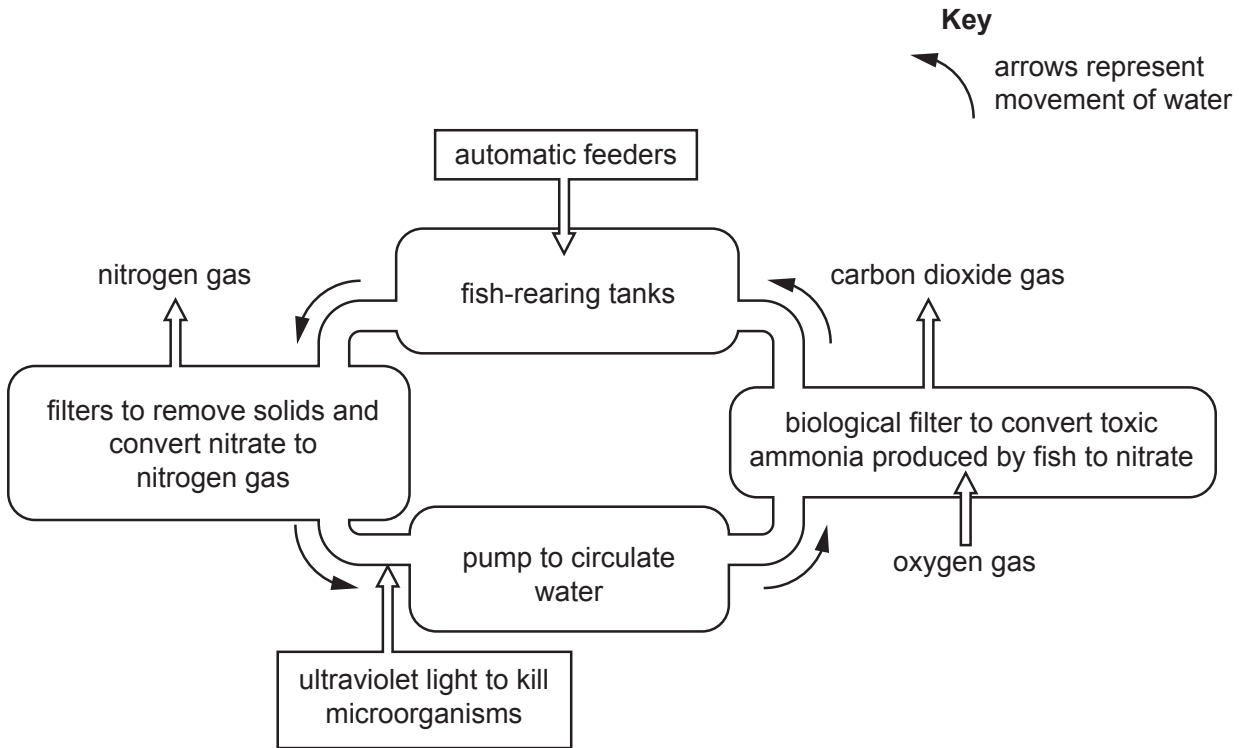 Key
arrows represent
movement of water
automatic feeders
nitrogen gas
fish-rearing tanks
carbon dioxide gas
filters to remove solids and
convert nitrate to
nitrogen gas
biological filter to convert toxic
ammonia produced by fish to nitrate
pump to circulate
water
oxygen gas
ultraviolet light to kill
microorganisms